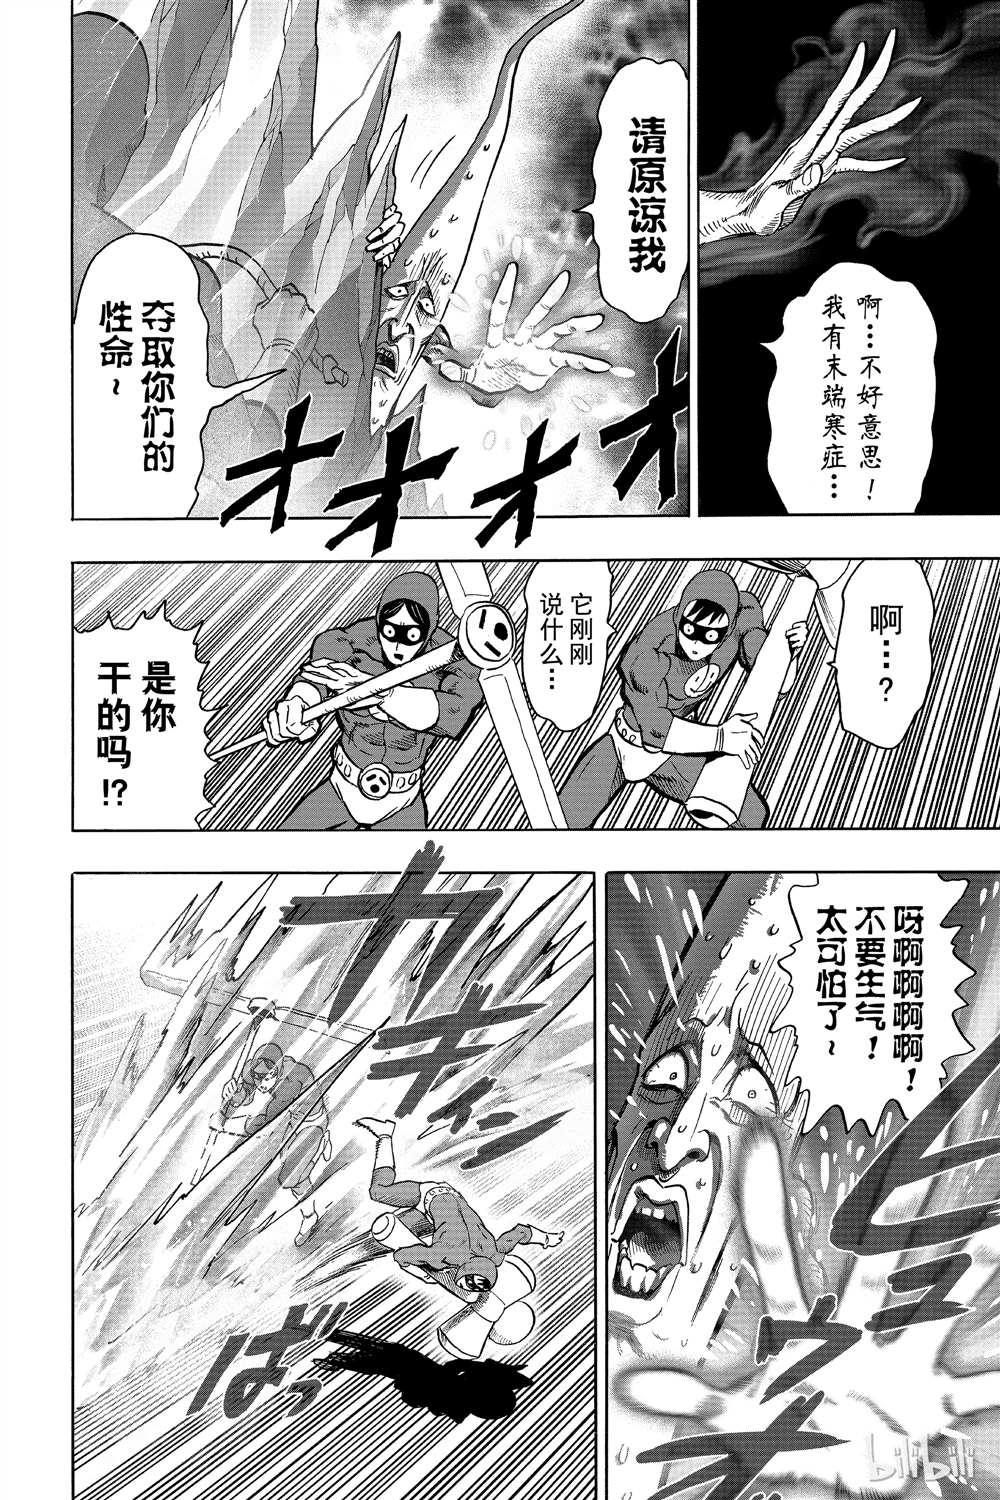 啊…不好意思！
我有末端寒症…
请原谅我
夺取你们的
性命~
オオオオ
啊…?
它刚刚
说什么…
是你
干的吗!?
呀啊啊啊啊！
不要生气！
太可怕了~
ばっ
bilibili